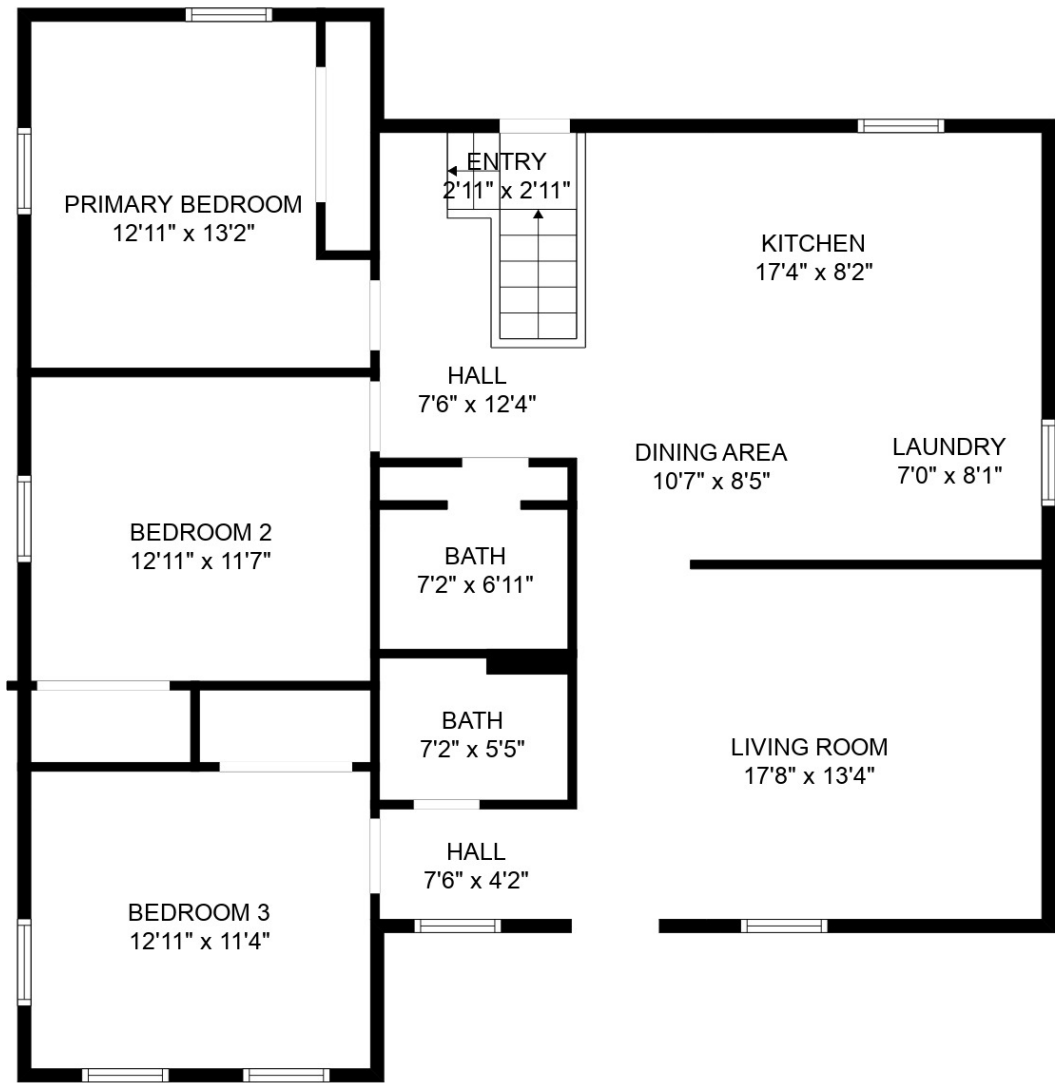 ENTRY
2'11" x 2'11"
PRIMARY BEDROOM
12'11" x 13'2"
KITCHEN
17'4" x 8'2"
HALL
7'6" x 12'4"
DINING AREA
10'7" x 8'5"
LAUNDRY
7'0" x 8'1"
BEDROOM 2
12'11" x 11'7"
BATH
7'2" x 6'11"
BATH
7'2" x 5'5"
LIVING ROOM
17'8" x 13'4"
HALL
7'6" x 4'2"
BEDROOM 3
12'11" x 11'4"